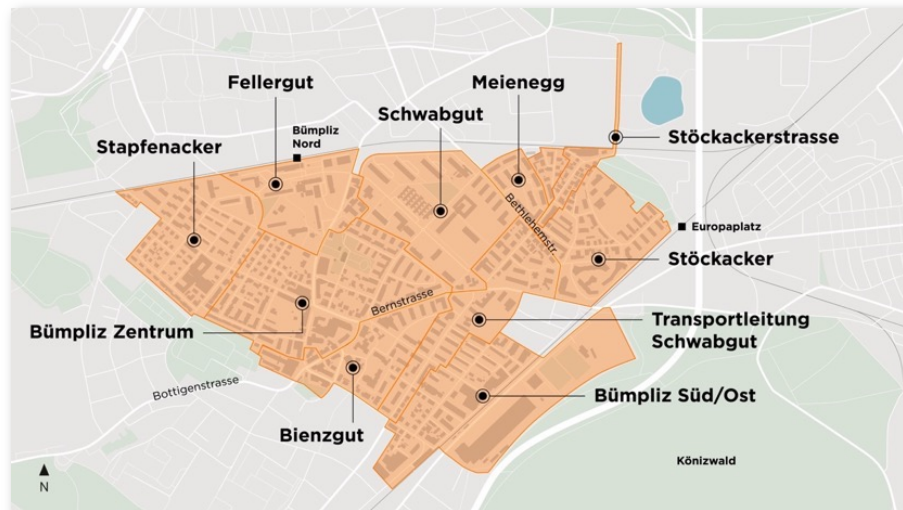 Fellergut
Meienegg
Schwabgut
Bümpliz
Nord
Stapfenacker
Stöckackerstrasse
Bethlehemstr.
Europaplatz
Stöckacker
Bernstrasse
Bümpliz Zentrum
Transportleitung
Schwabgut
Bottigenstrasse
Bümpliz Süd/Ost
Bienzgut
Könizwald
N